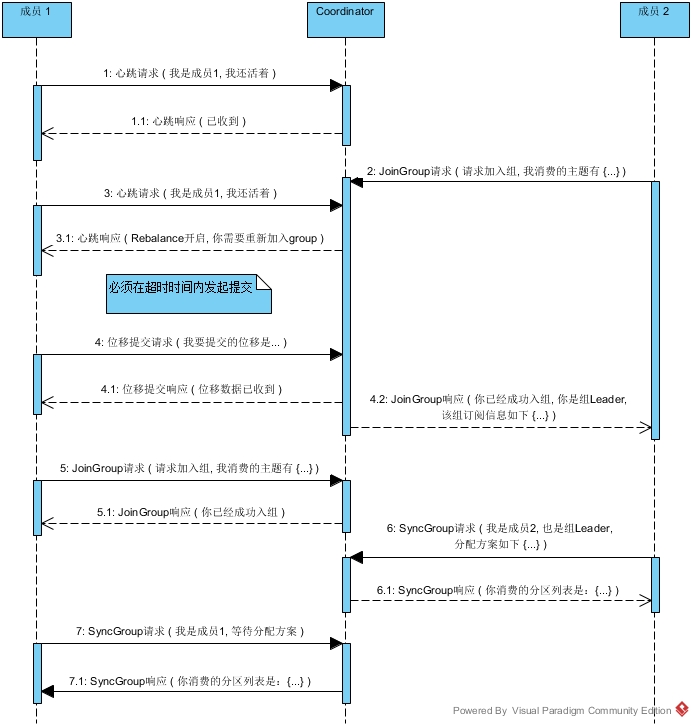 成员 1
Coordinator
成员 2
1: 心跳请求 ( 我是成员1, 我还活着 )
1.1: 心跳响应 ( 已收到 )
2: JoinGroup请求 ( 请求加入组, 我消费的主题有 {...} )
3: 心跳请求 ( 我是成员1, 我还活着 )
3.1: 心跳响应 ( Rebalance开启, 你需要重新加入group )
必须在超时时间内发起提交
4: 位移提交请求 ( 我要提交的位移是... )
4.1: 位移提交响应 ( 位移数据已收到 )
4.2: JoinGroup响应 ( 你已经成功入组, 你是组Leader,
该组订阅信息如下 {...} )
5: JoinGroup请求 ( 请求加入组, 我消费的主题有 {...} )
5.1: JoinGroup响应 ( 你已经成功入组 )
6: SyncGroup请求 ( 我是成员2, 也是组Leader,
分配方案如下 {...} )
6.1: SyncGroup响应 ( 你消费的分区列表是：{...} )
7: SyncGroup请求 ( 我是成员1, 等待分配方案 )
7.1: SyncGroup响应 ( 你消费的分区列表是：{...} )
Powered By Visual Paradigm Community Edition